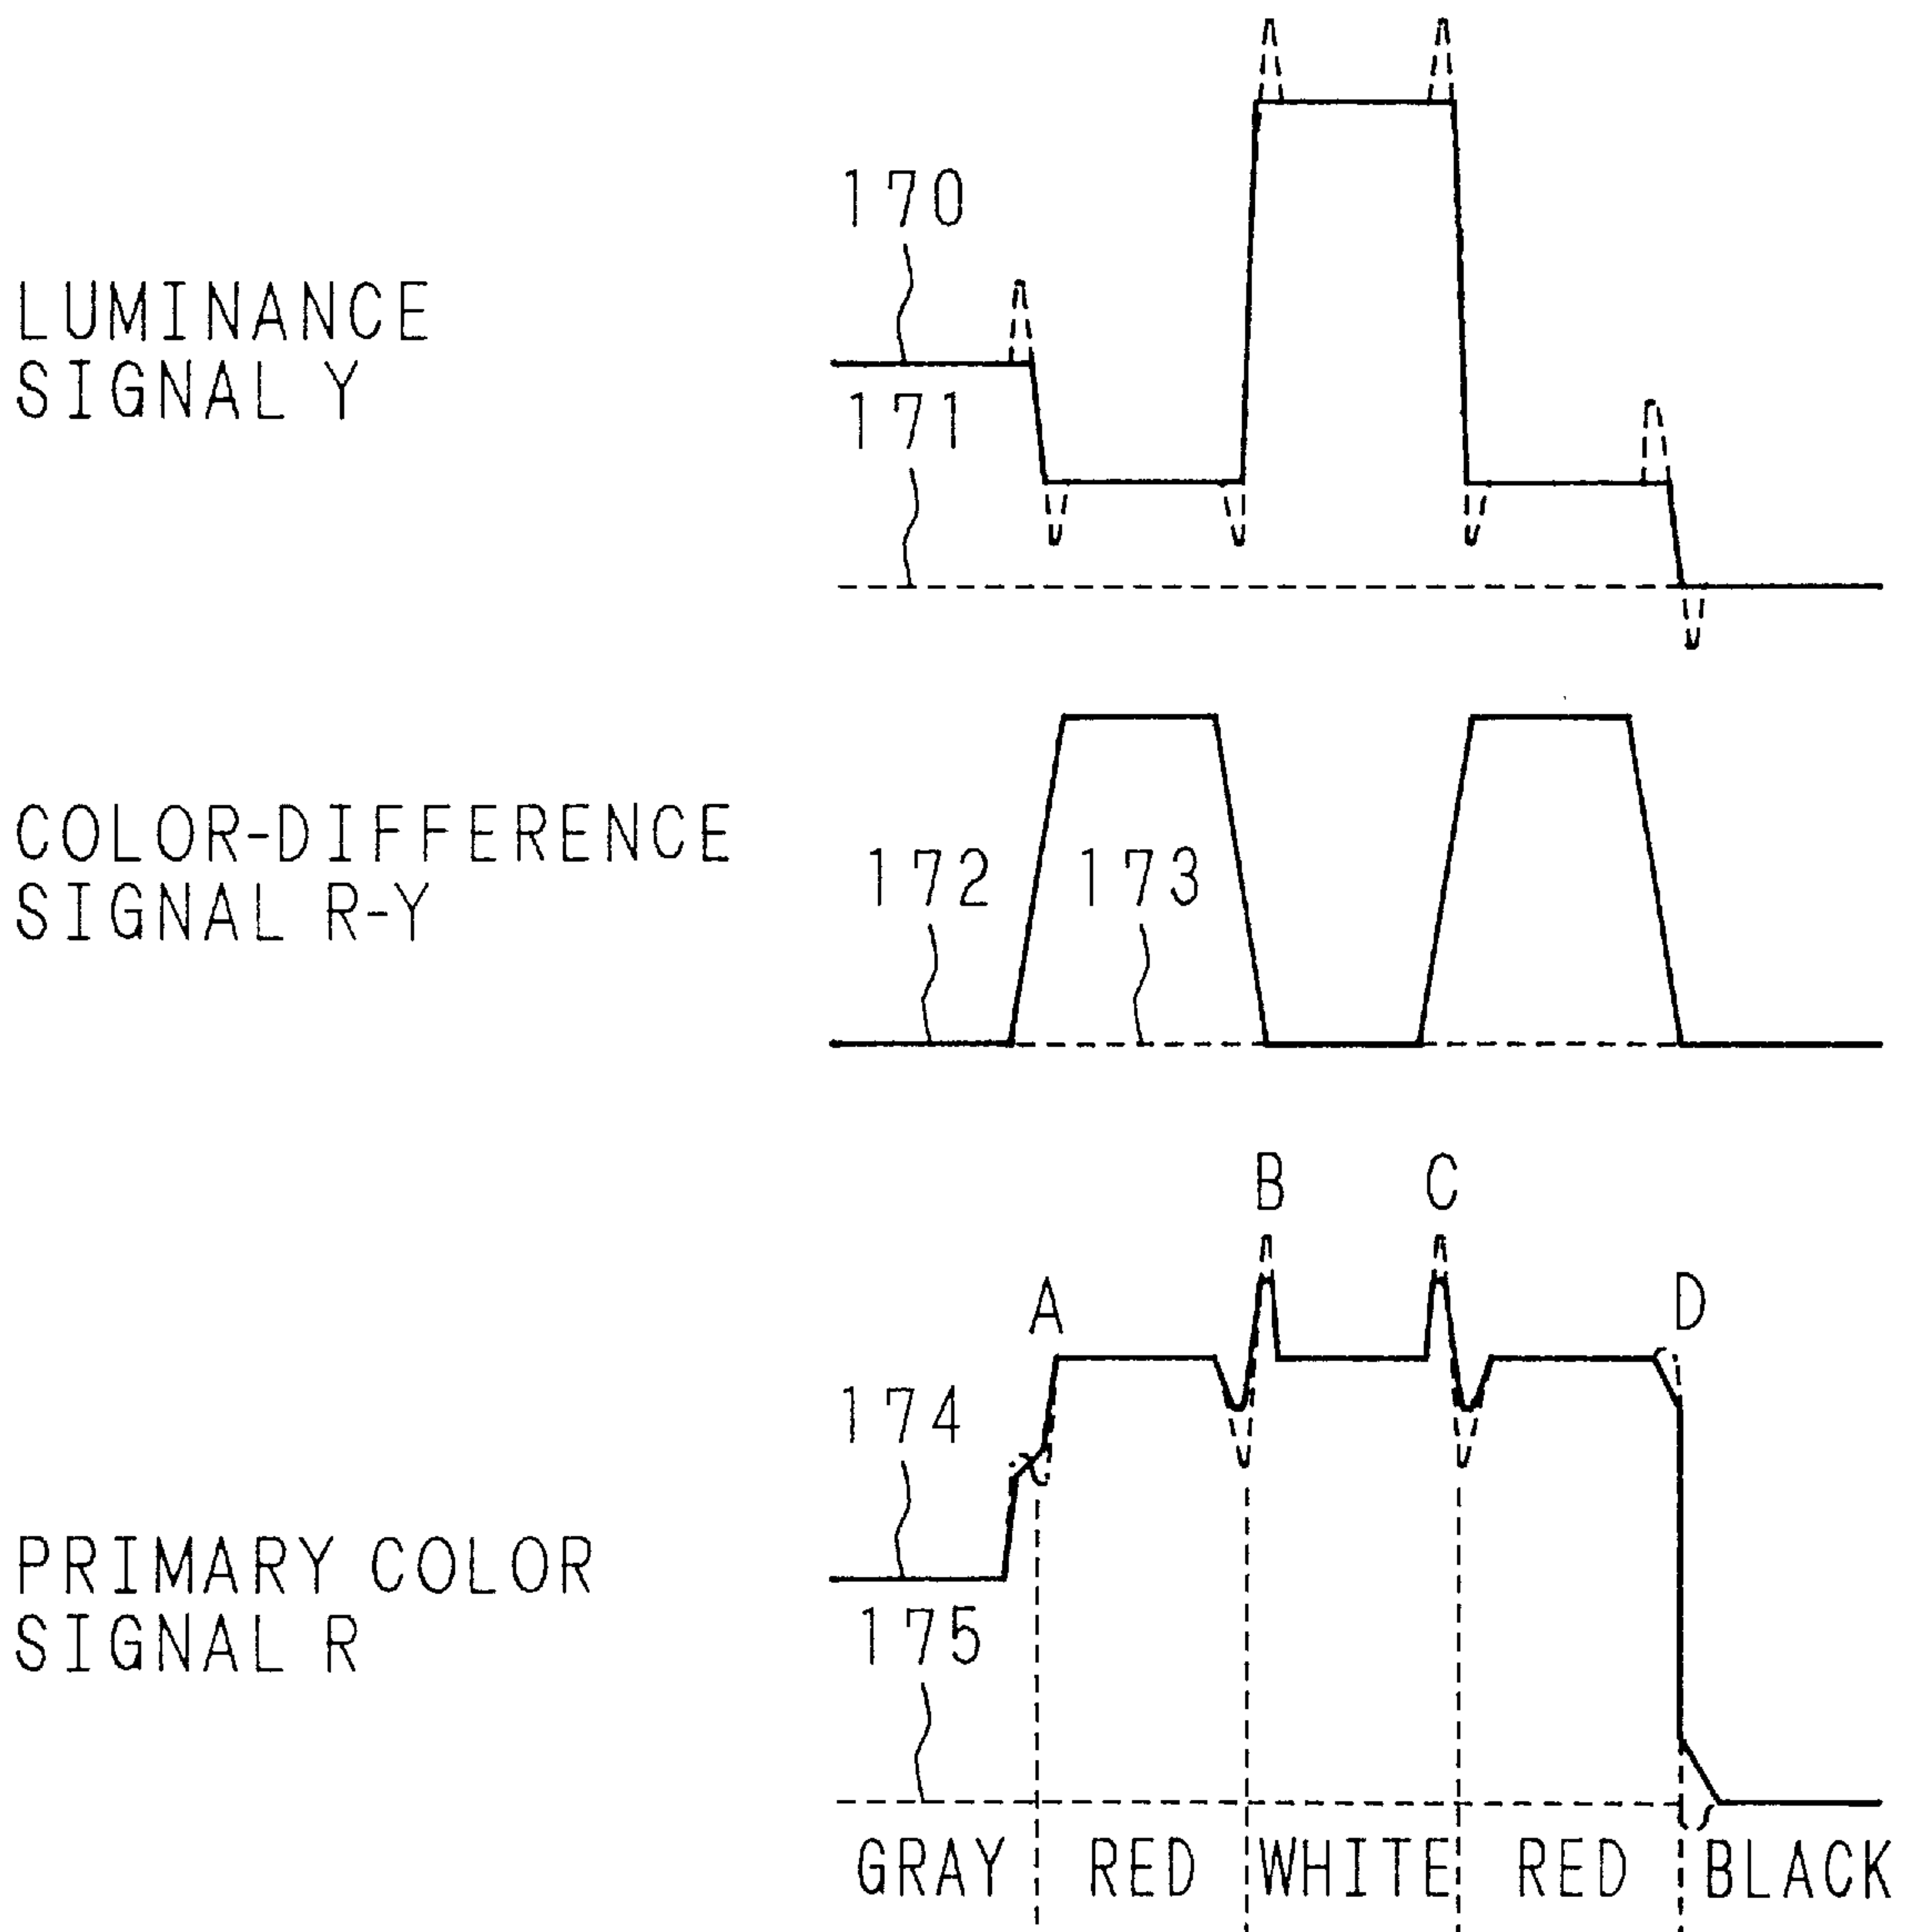 170
LUMINANCE
SIGNAL Y
171
COLOR-DIFFERENCE
SIGNAL R-Y
172
173
B
C
A
D
174
PRIMARY COLOR
SIGNAL R
175
GRAY
RED
WHITE
RED
BLACK